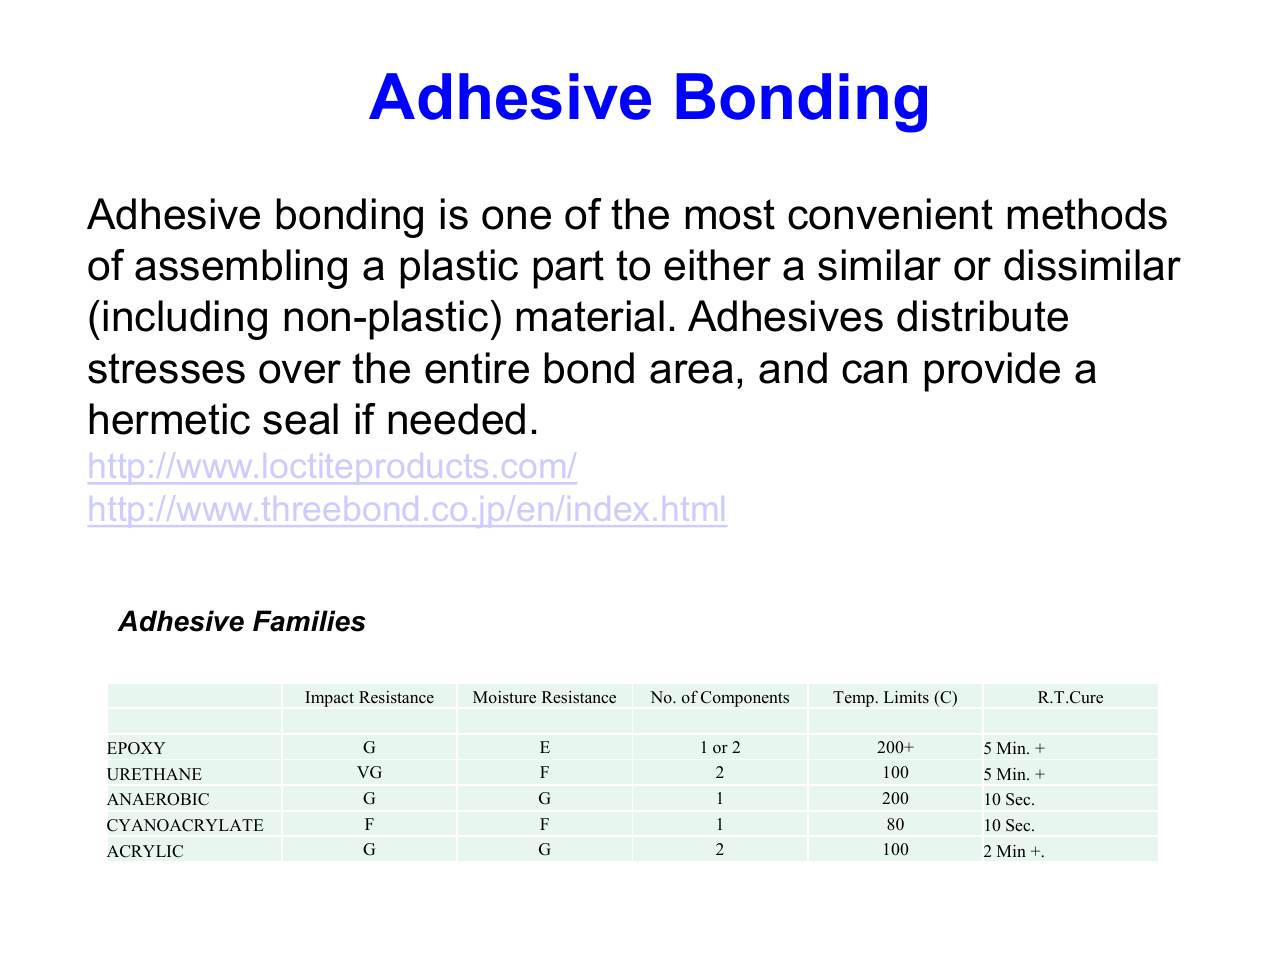 Adhesive Bonding
Adhesive bonding is one of the most convenient methods
of assembling a plastic part to either a similar or dissimilar
(including non-plastic) material. Adhesives distribute
stresses over the entire bond area, and can provide a
hermetic seal if needed.
http://www.loctiteproducts.com/
http://www.threebond.co.jp/en/index.html
Adhesive Families
Impact Resistance Moisture Resistance No. of Components Temp. Limits (C) R.T.Cure
EPOXY G E 1 or 2 200+ 5 Min. +
URETHANE VG F 2 100 5 Min. +
ANAEROBIC G G 1 200 10 Sec.
CYANOACRYLATE F F 1 80 10 Sec.
ACRYLIC G G 2 100 2 Min +.